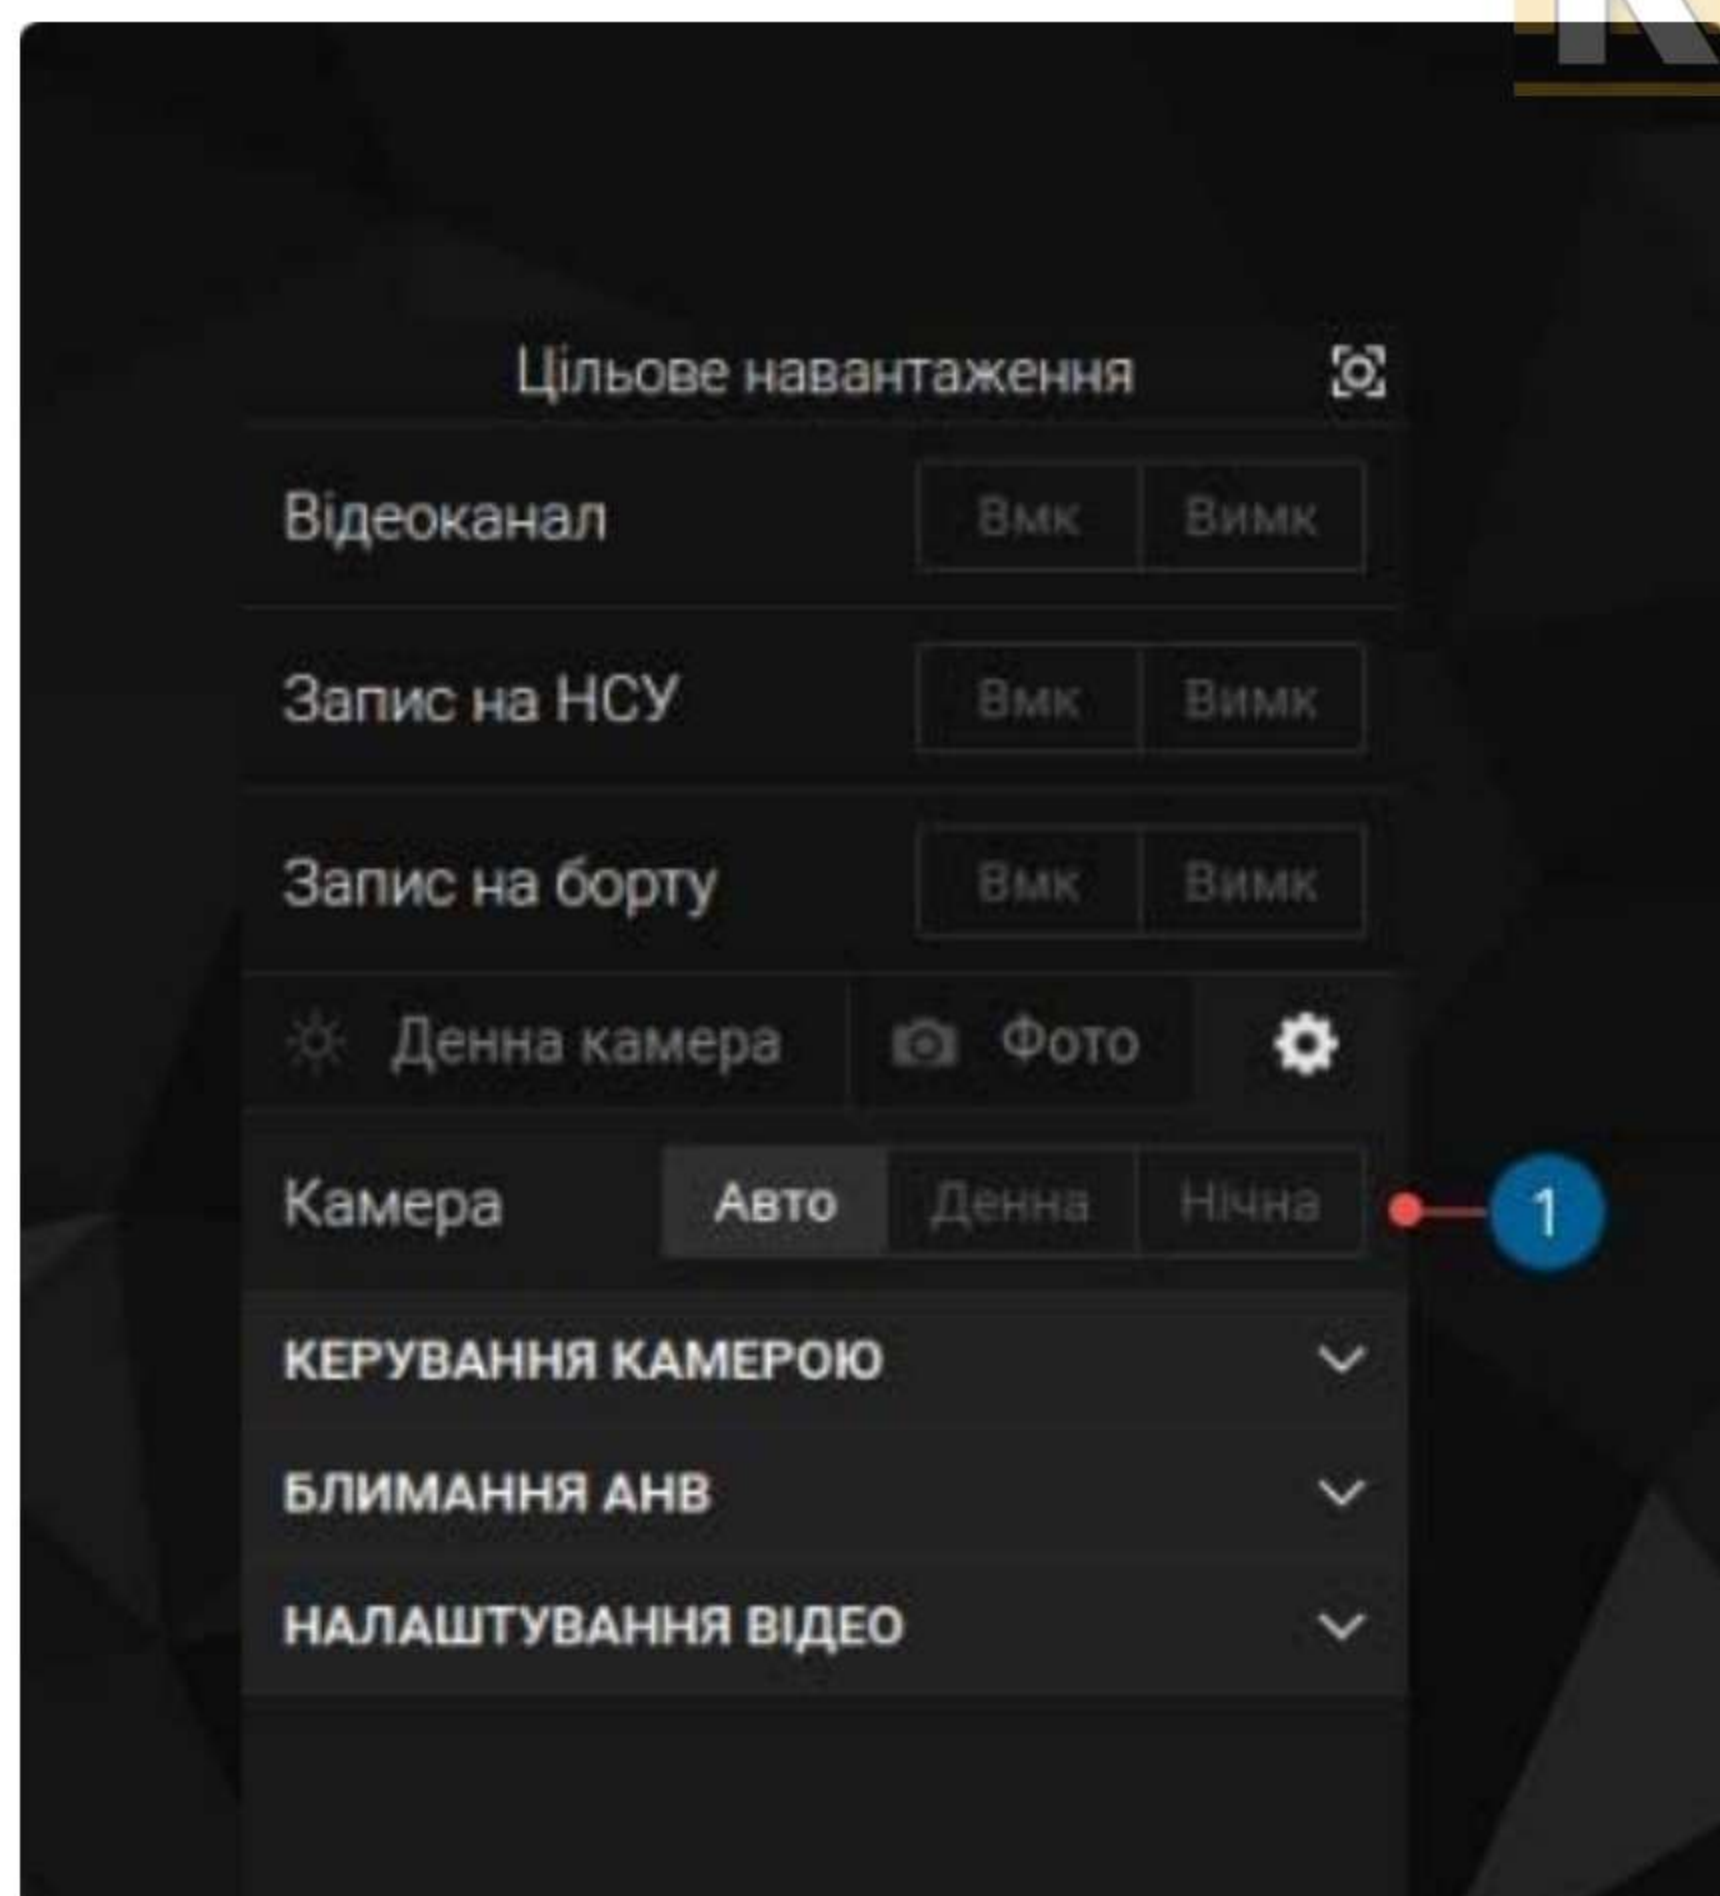 Цільове навантаження
Відеоканал Вмк Вимк
Запис на НСУ Вмк Вимк
Запис на борту Вмк Вимк
Денна камера Фото
Камера Авто Денна Нічна 1
КЕРУВАННЯ КАМЕРОЮ
БЛИМАННЯ АНВ
НАЛАШТУВАННЯ ВІДЕО